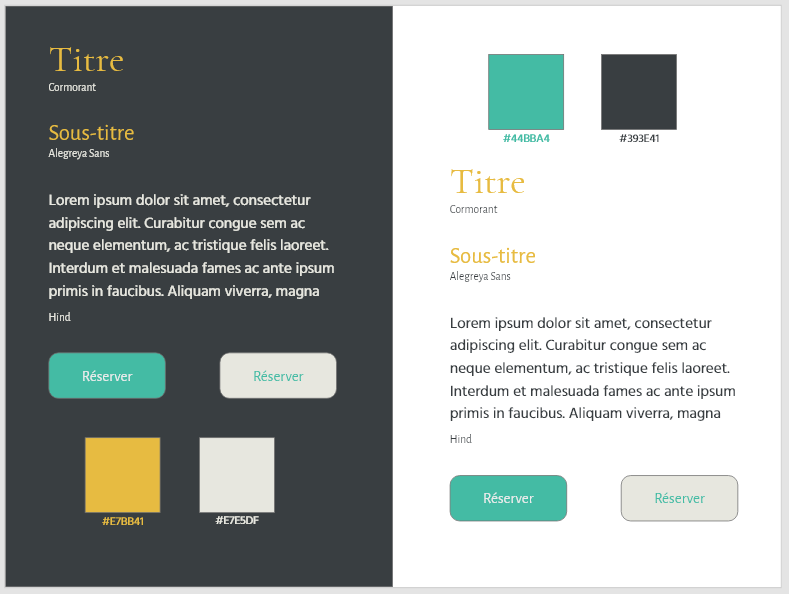 Titre
Cormorant
Sous-titre
Alegreya Sans
Lorem ipsum dolor sit amet, consectetur
adipiscing elit. Curabitur congue sem ac
neque elementum, ac tristique felis laoreet.
Interdum et malesuada fames ac ante ipsum
primis in faucibus. Aliquam viverra, magna
Hind
Réserver
Réserver
#E7BB41
#E7E5DF
#44BBA4
#393E41
Titre
Cormorant
Sous-titre
Alegreya Sans
Lorem ipsum dolor sit amet, consectetur
adipiscing elit. Curabitur congue sem ac
neque elementum, ac tristique felis laoreet.
Interdum et malesuada fames ac ante ipsum
primis in faucibus. Aliquam viverra, magna
Hind
Réserver
Réserver